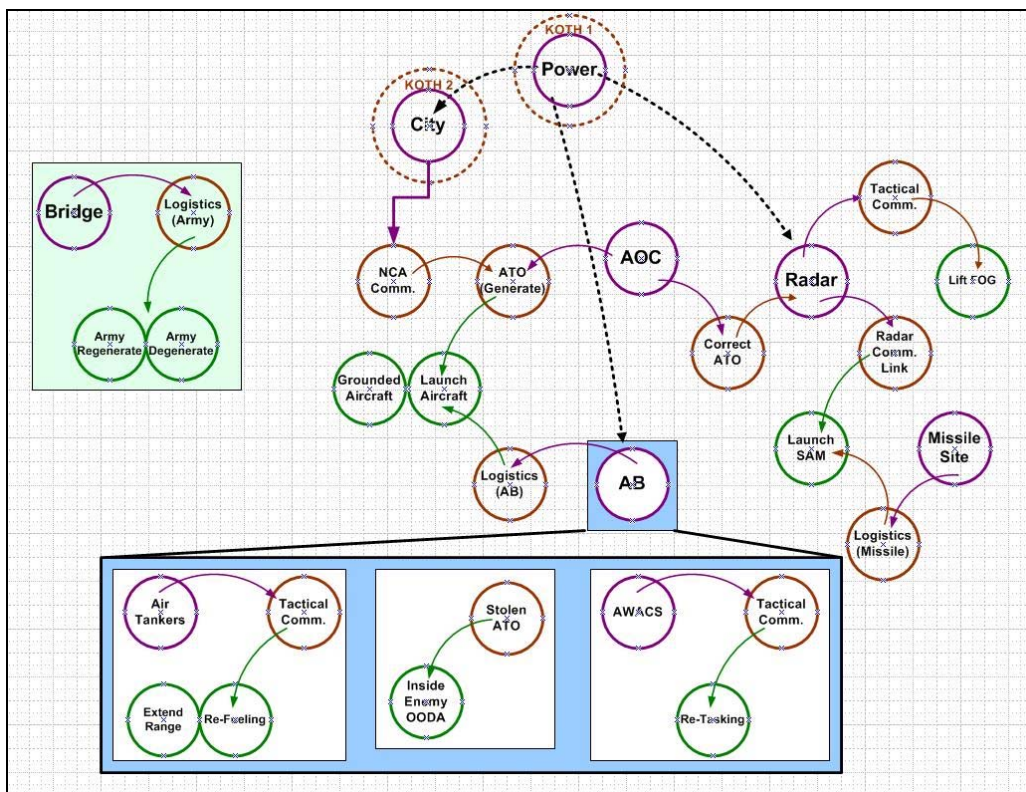 KOTH 1
Power
KOTH 2
City
Bridge
Logistics
(Army)
Army
Regenerate
Army
Degenerate
NCA
Comm.
ATO
(Generate)
AOC
Radar
Tactical
Comm.
Lift FOG
Correct
ATO
Radar
Comm.
Link
Grounded
Aircraft
Launch
Aircraft
Launch
SAM
Missile
Site
Logistics
(AB)
AB
Logistics
(Missile)
Air
Tankers
Tactical
Comm.
Extend
Range
Re-Fueling
Stolen
ATO
Inside
Enemy
OODA
AWACS
Tactical
Comm.
Re-Tasking